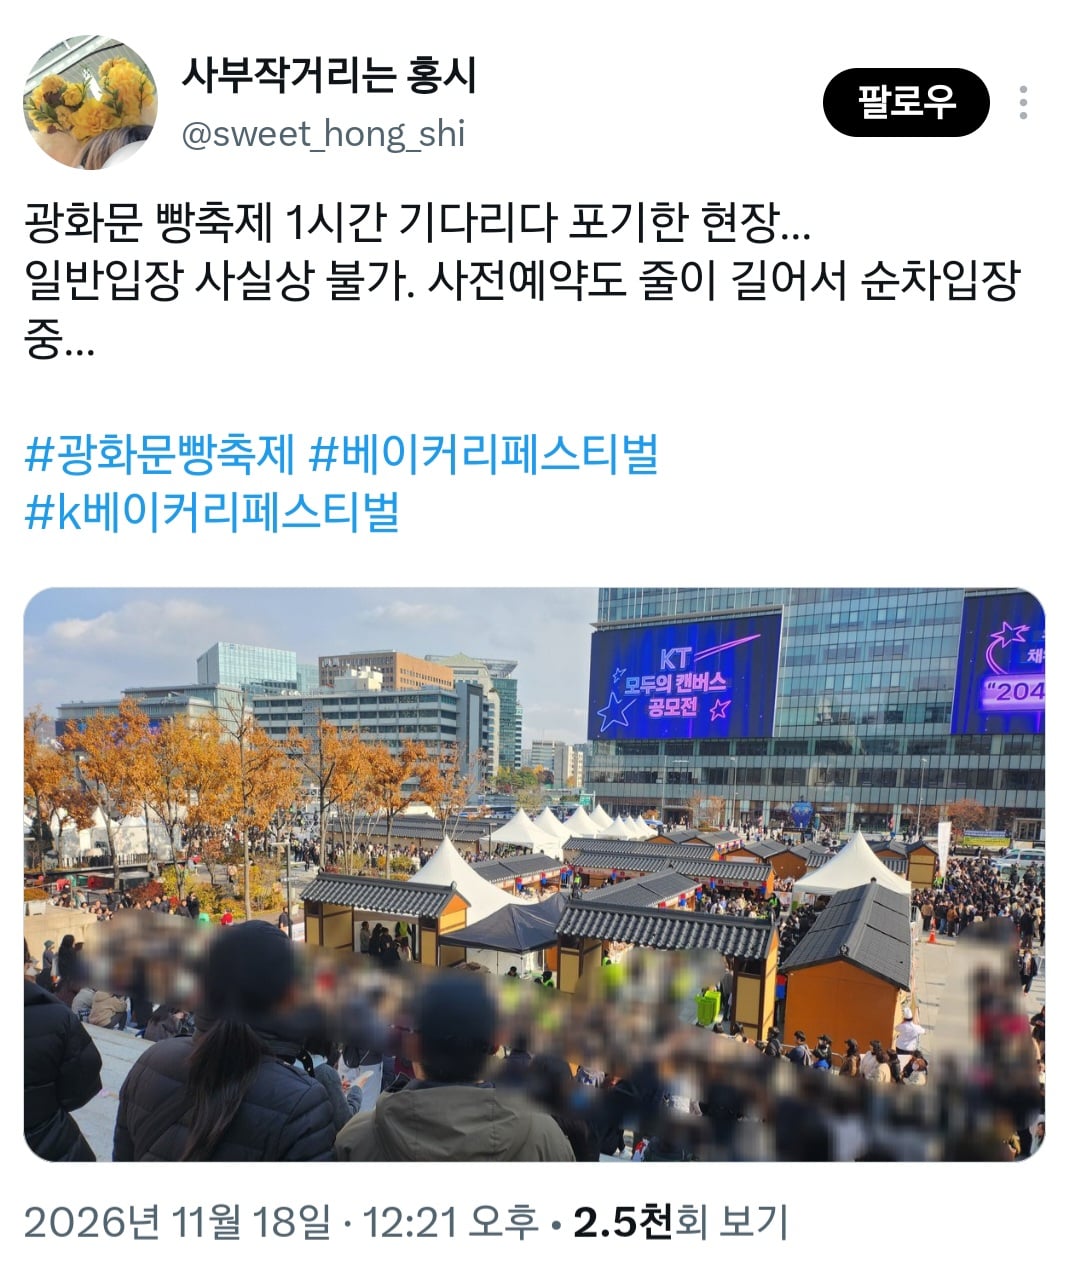 사부작거리는 홍시
@sweet_hong_shi
팔로우
광화문 빵축제 1시간 기다리다 포기한 현장...
일반입장 사실상 불가. 사전예약도 줄이 길어서 순차입장
중...
#광화문빵축제 #베이커리페스티벌
#k베이커리페스티벌
KT
모두의 캔버스
공모전
채
"204
2026년 11월 18일 · 12:21 오후 • 2.5천회 보기